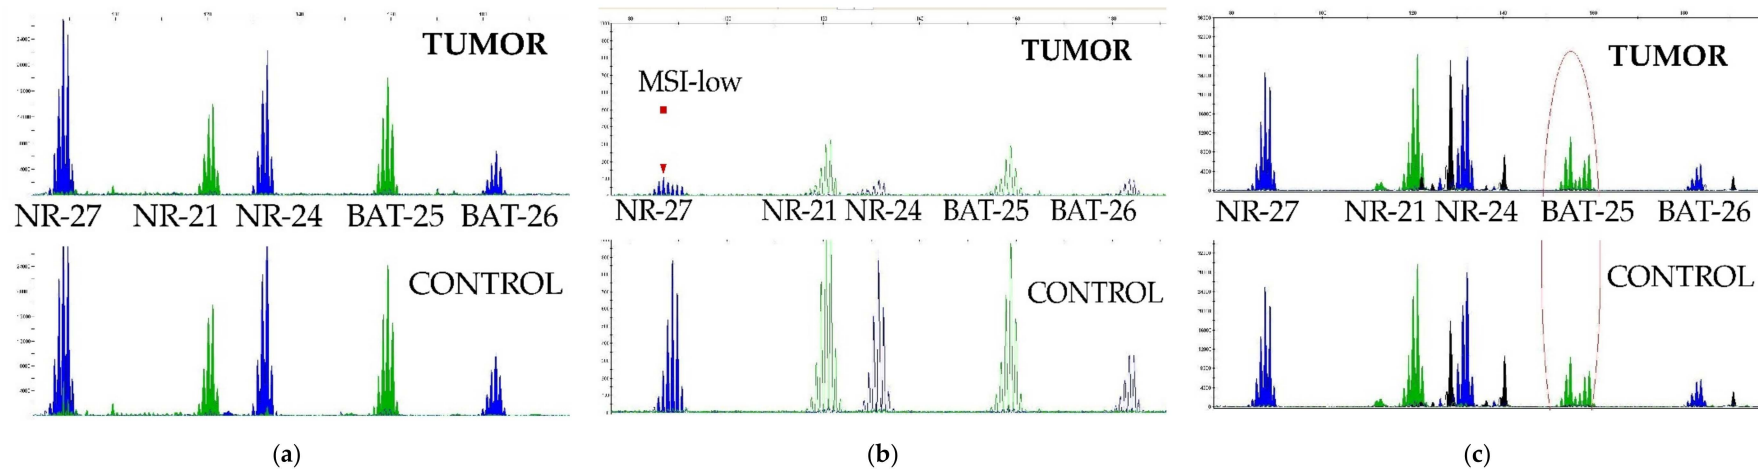 TUMOR
NR-27 NR-21 NR-24 BAT-25 BAT-26
CONTROL
(a)
TUMOR
MSI-low
NR-27 NR-21 NR-24 BAT-25 BAT-26
CONTROL
(b)
TUMOR
NR-27 NR-21 NR-24 BAT-25 BAT-26
CONTROL
(c)